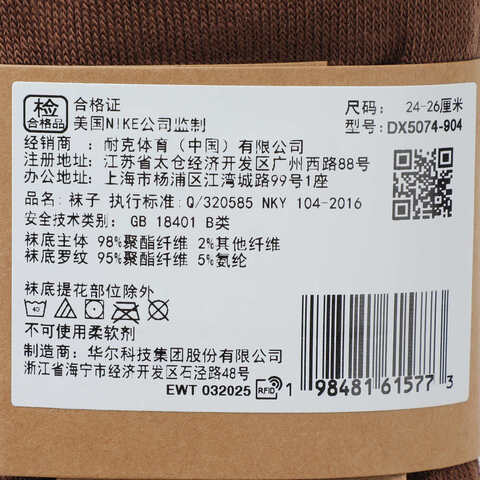 检
合格品
合格证
美国NIKE公司监制
尺码: 24-26厘米
型号: DX5074-904
经销商: 耐克体育（中国）有限公司
注册地址: 江苏省太仓经济开发区广州西路88号
办公地址: 上海市杨浦区江湾城路99号1座
品名: 袜子 执行标准: Q/320585 NKY 104-2016
安全技术类别: GB 18401 B类
袜底主体 98%聚酯纤维 2%其他纤维
袜底罗纹 95%聚酯纤维 5%氨纶
袜底提花部位除外
40
不可使用柔软剂
制造商: 华尔科技集团股份有限公司
浙江省海宁市经济开发区石泾路48号
EWT 032025
RFID
1 98481 61577 3